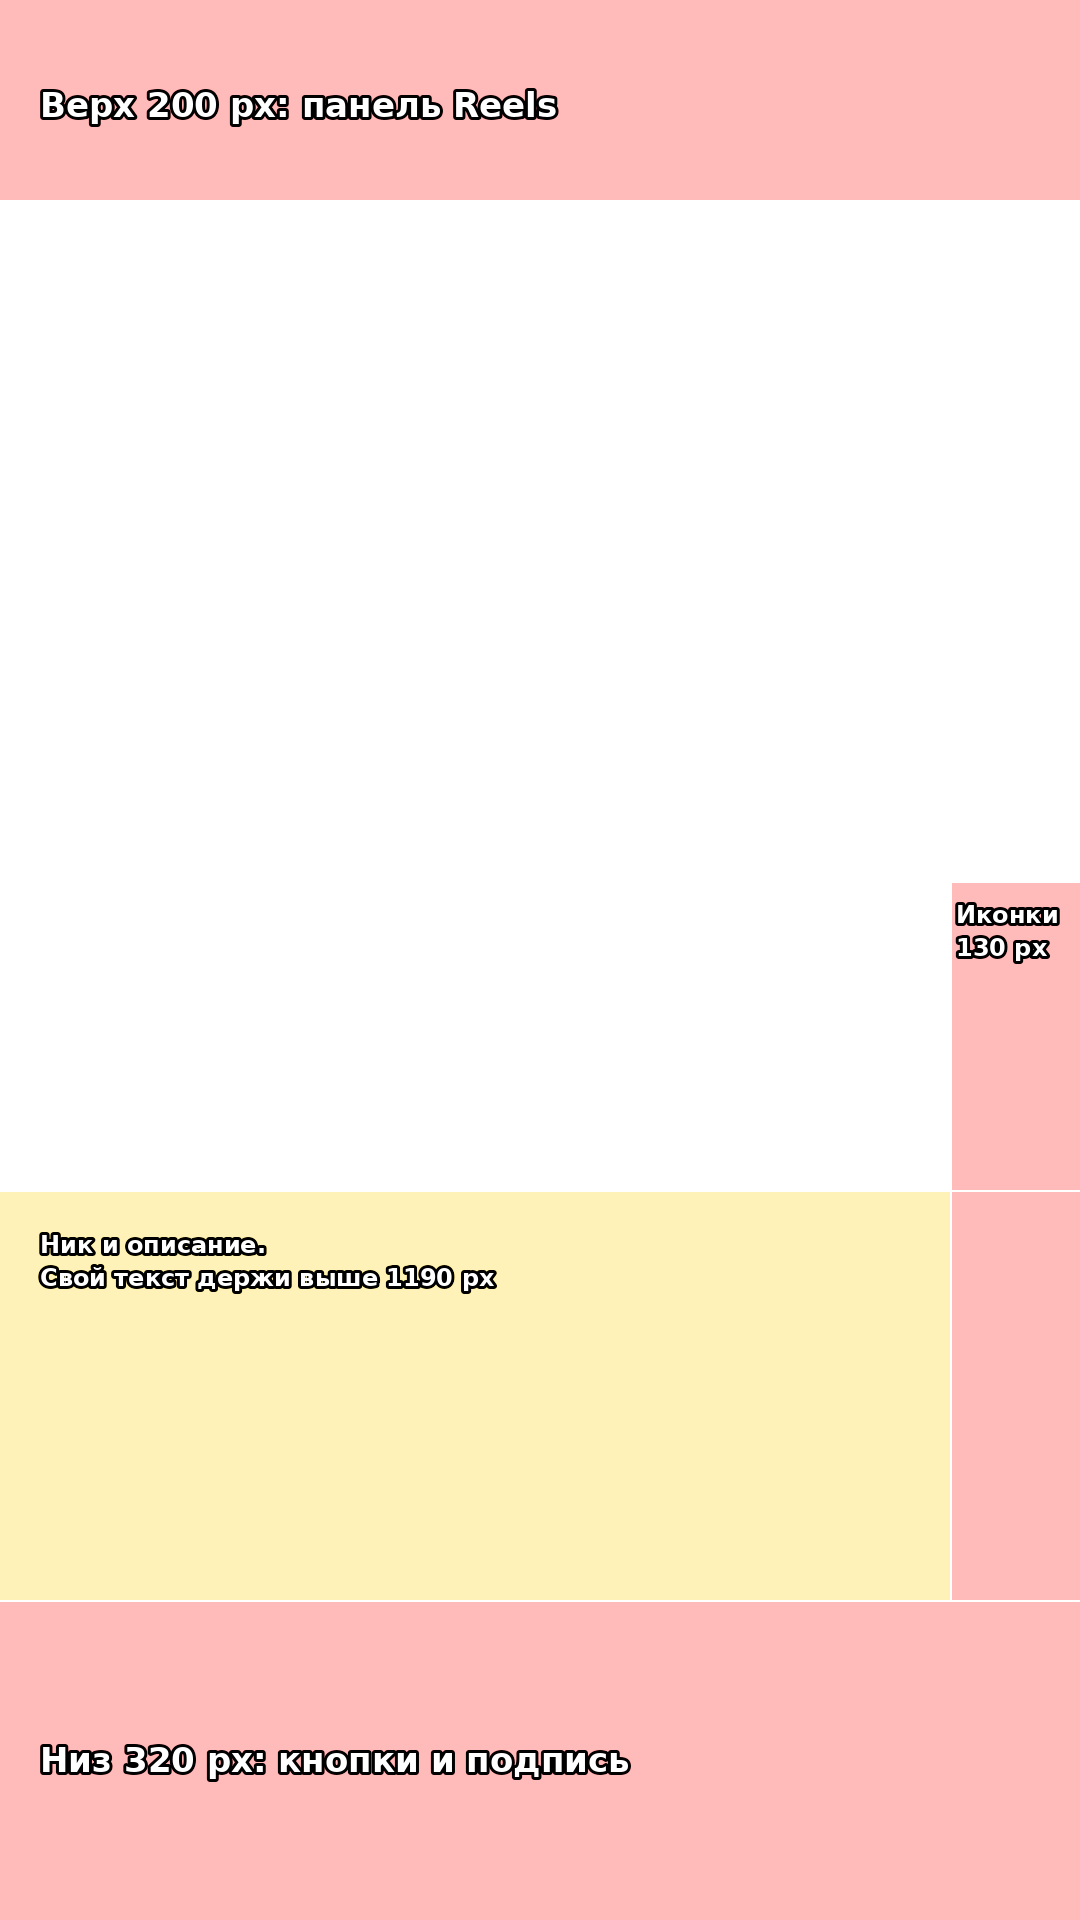 Верх 200 px: панель Reels
Иконки
130 px
Ник и описание.
Свой текст держи выше 1190 px
Низ 320 px: кнопки и подпись